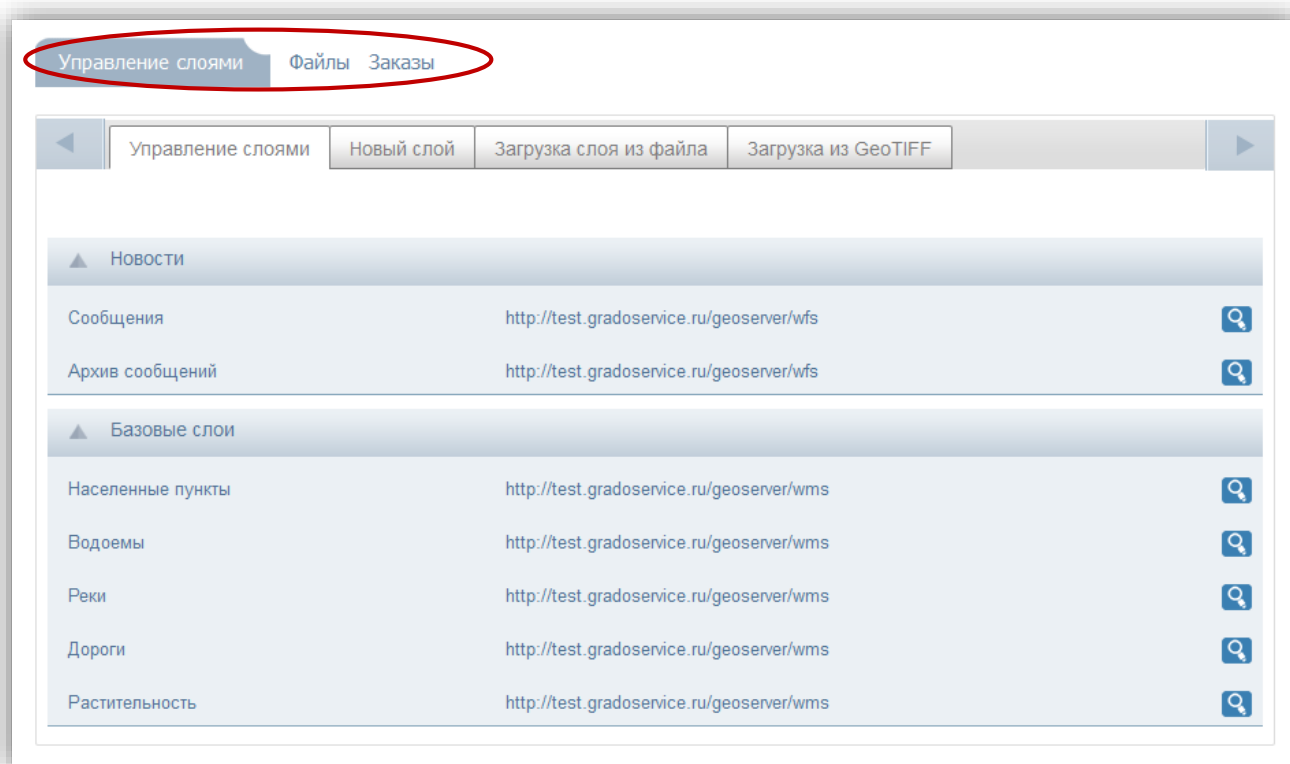 Управление слоями Файлы Заказы
Управление слоями Новый слой Загрузка слоя из файла Загрузка из GeoTIFF
Новости
Сообщения http://test.gradoservice.ru/geoserver/wfs
Архив сообщений http://test.gradoservice.ru/geoserver/wfs
Базовые слои
Населенные пункты http://test.gradoservice.ru/geoserver/wms
Водоемы http://test.gradoservice.ru/geoserver/wms
Реки http://test.gradoservice.ru/geoserver/wms
Дороги http://test.gradoservice.ru/geoserver/wms
Растительность http://test.gradoservice.ru/geoserver/wms